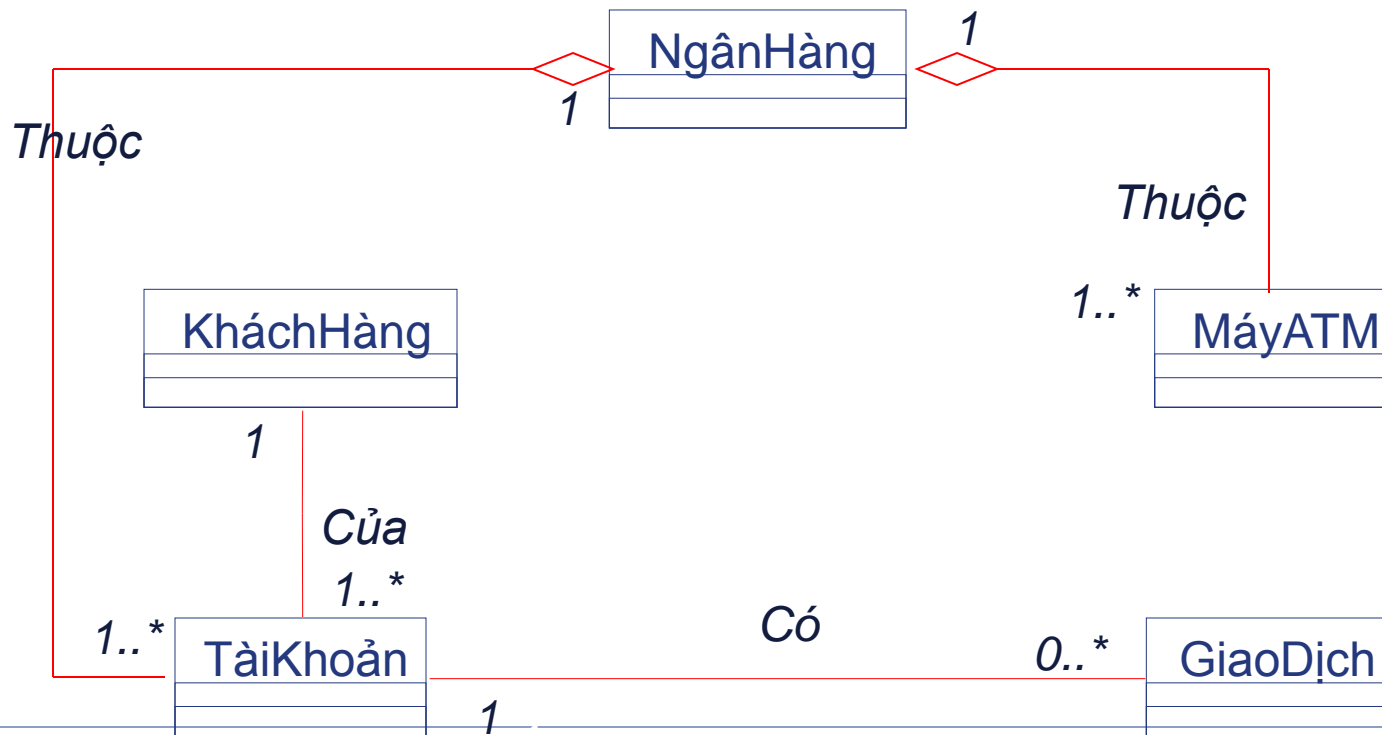 NgânHàng
1
1
Thuộc
Thuộc
1..*
KháchHàng
MáyATM
1
Của
1..*
1..*
Có
0..*
TàiKhoản
GiaoDịch
1